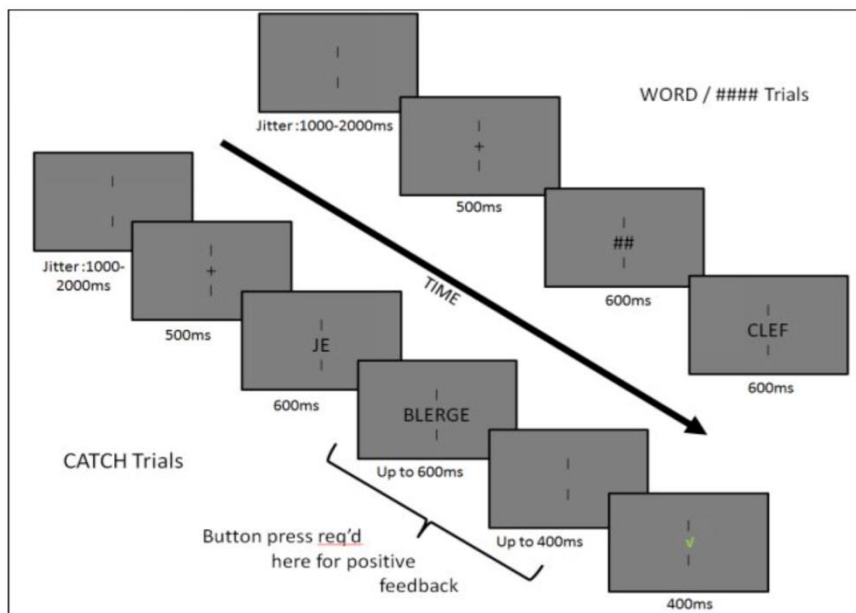 WORD / #### Trials
Jitter :1000-2000ms
+
500ms
##
600ms
CLEF
600ms
TIME
Jitter :1000-
2000ms
+
500ms
JE
600ms
BLERGE
Up to 600ms
Up to 400ms
√
400ms
CATCH Trials
Button press req'd
here for positive
feedback